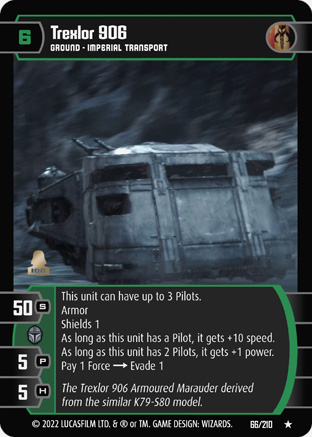 6
Trexlor 906
GROUND - IMPERIAL TRANSPORT
50 S
5 P
5 H
This unit can have up to 3 Pilots.
Armor
Shields 1
As long as this unit has a Pilot, it gets +10 speed.
As long as this unit has 2 Pilots, it gets +1 power.
Pay 1 Force → Evade 1
The Trexlor 906 Armoured Marauder derived
from the similar K79-S80 model.
© 2022 LUCASFILM LTD. & ® or TM. GAME DESIGN: WIZARDS.
66/210 ★